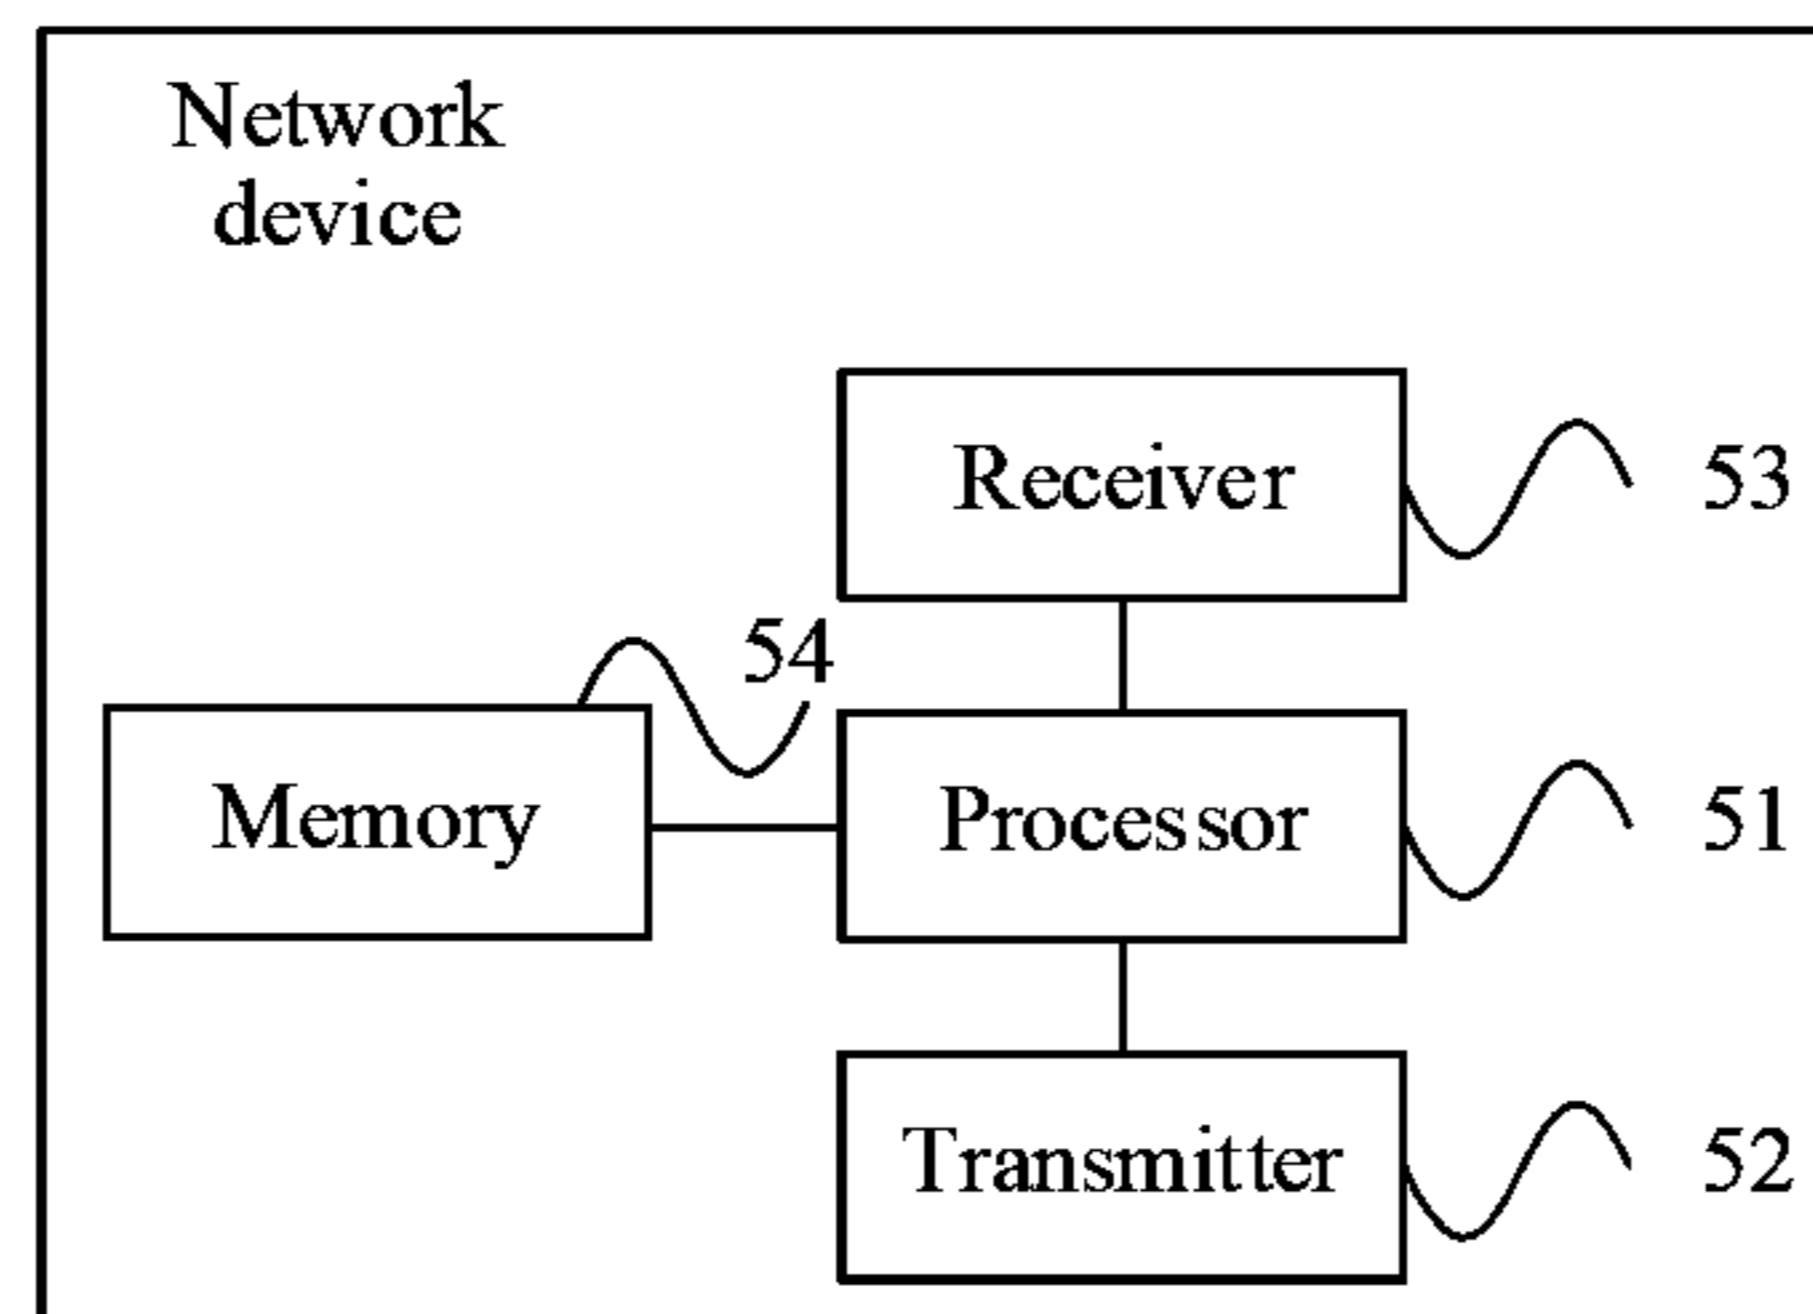 Network
device
Receiver
53
54
Memory
Processor
51
Transmitter
52